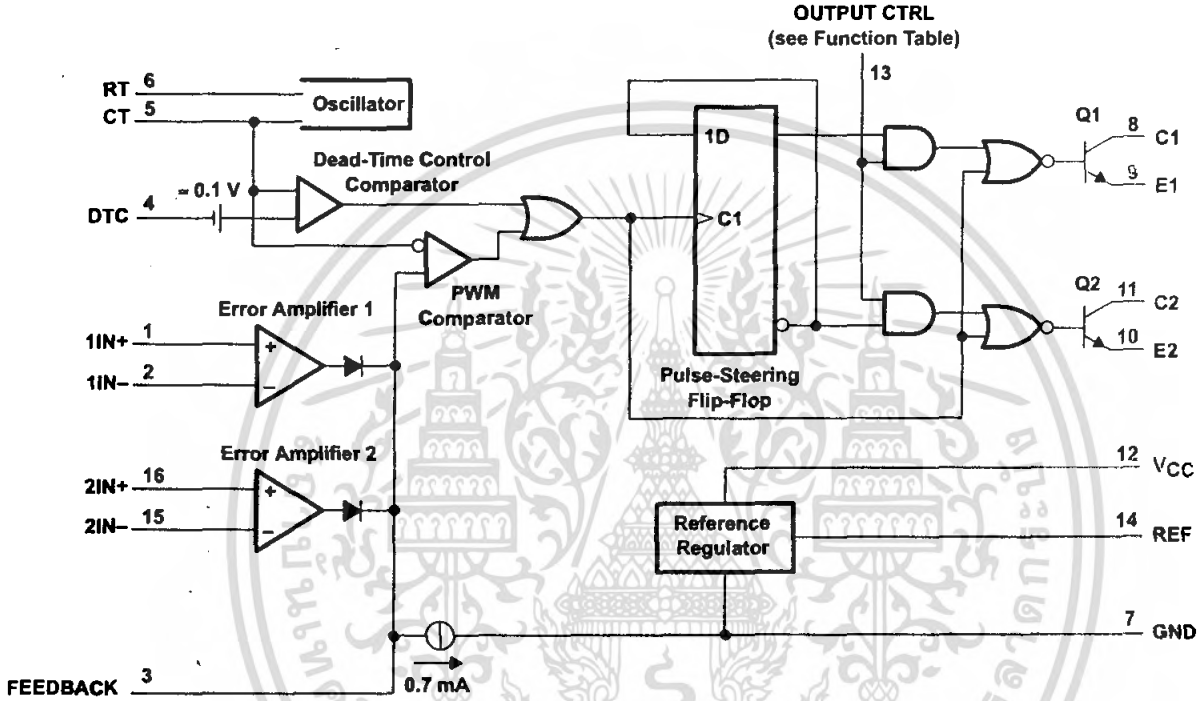 OUTPUT CTRL
(see Function Table)
13
RT 6
CT 5
Oscillator
Dead-Time Control
Comparator
≈ 0.1 V
DTC 4
PWM
Comparator
1D
C1
Pulse-Steering
Flip-Flop
Q1
8 C1
9 E1
Q2
11 C2
10 E2
Error Amplifier 1
1IN+ 1
+
1IN– 2
–
Error Amplifier 2
2IN+ 16
+
2IN– 15
–
12 VCC
Reference
Regulator
14 REF
7 GND
0.7 mA
FEEDBACK 3